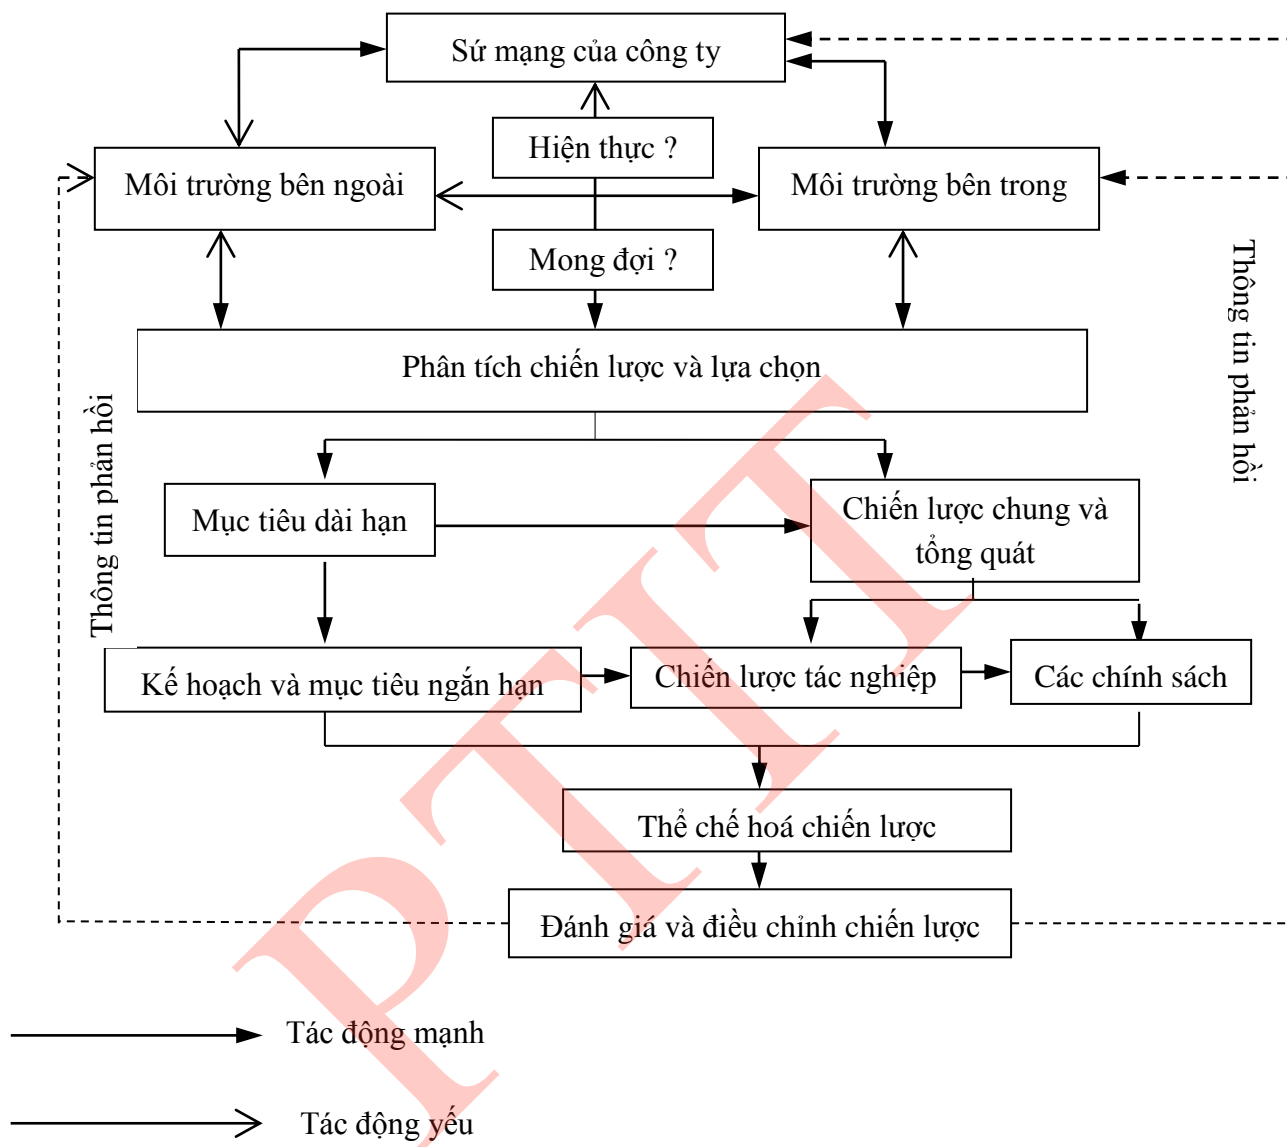 Sứ mạng của công ty
Hiện thực ?
Môi trường bên ngoài
Môi trường bên trong
Mong đợi ?
Thông tin phản hồi
Phân tích chiến lược và lựa chọn
Thông tin phản hồi
Mục tiêu dài hạn
Chiến lược chung và
tổng quát
Kế hoạch và mục tiêu ngắn hạn
Chiến lược tác nghiệp
Các chính sách
Thể chế hoá chiến lược
Đánh giá và điều chỉnh chiến lược
Tác động mạnh
Tác động yếu
PTIT